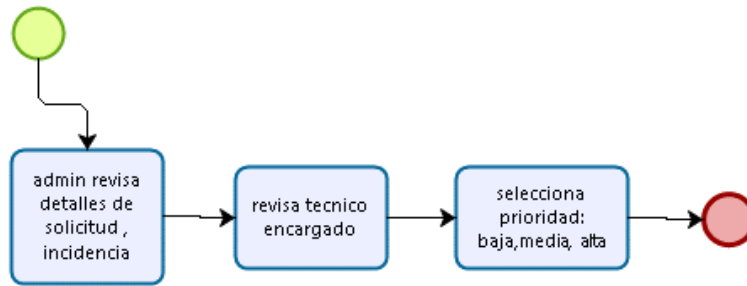 admin revisa
detalles de
solicitud ,
incidencia
revisa tecnico
encargado
selecciona
prioridad:
baja,media, alta